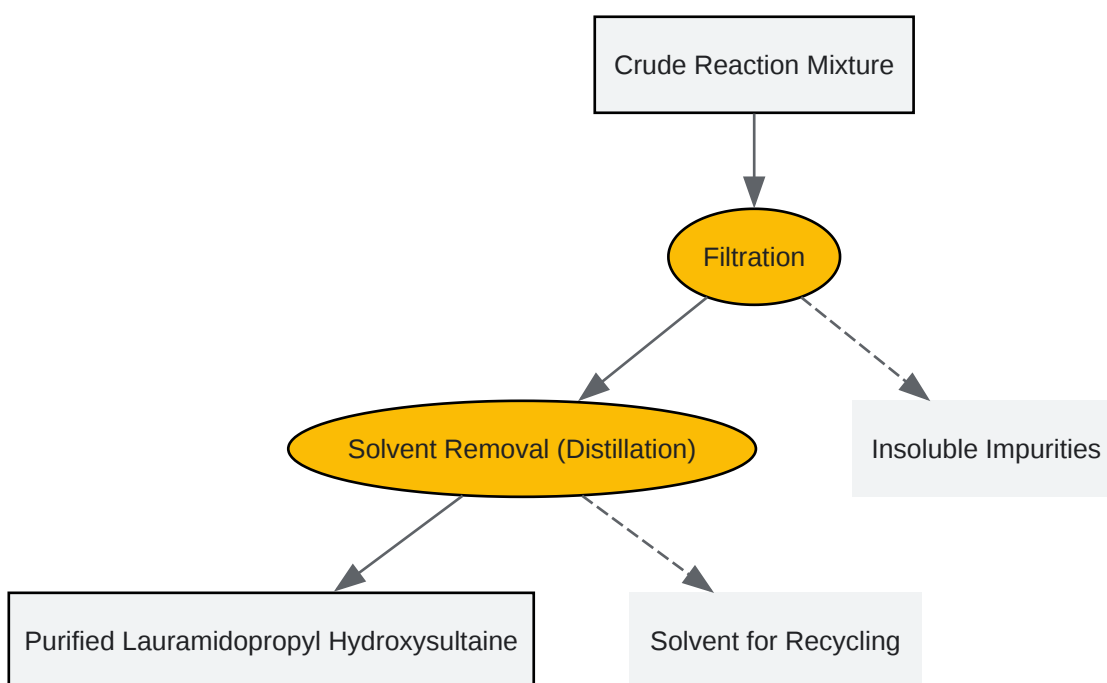 Crude Reaction Mixture
Filtration
Solvent Removal (Distillation)
Insoluble Impurities
Purified Lauramidopropyl Hydroxysultaine
Solvent for Recycling